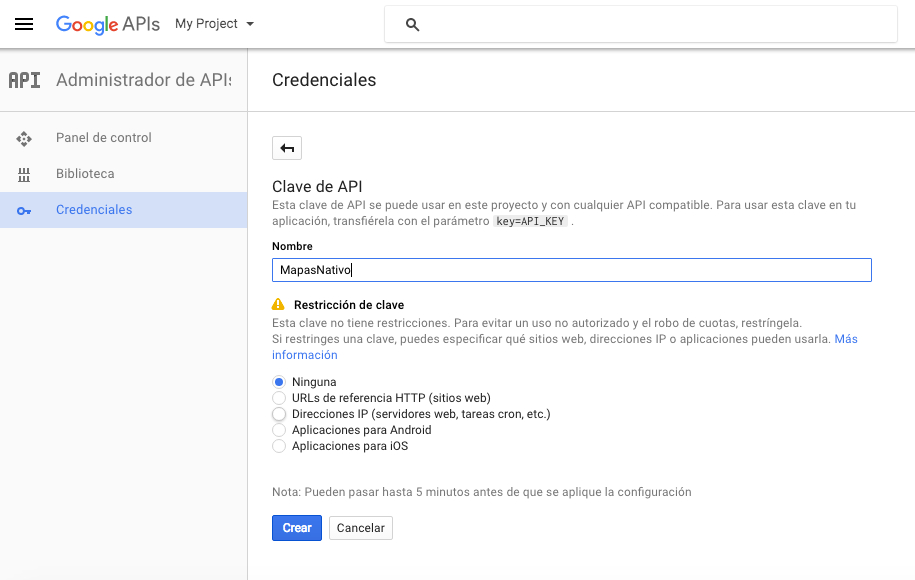 Google APIs My Project
API Administrador de APIs
Credenciales
Panel de control
Biblioteca
Credenciales
Clave de API
Esta clave de API se puede usar en este proyecto y con cualquier API compatible. Para usar esta clave en tu
aplicación, transfiérela con el parámetro key=API_KEY .
Nombre
MapasNativo
Restricción de clave
Esta clave no tiene restricciones. Para evitar un uso no autorizado y el robo de cuotas, restríngela.
Si restringes una clave, puedes especificar qué sitios web, direcciones IP o aplicaciones pueden usarla. Más
información
Ninguna
URLs de referencia HTTP (sitios web)
Direcciones IP (servidores web, tareas cron, etc.)
Aplicaciones para Android
Aplicaciones para iOS
Nota: Pueden pasar hasta 5 minutos antes de que se aplique la configuración
Crear Cancelar